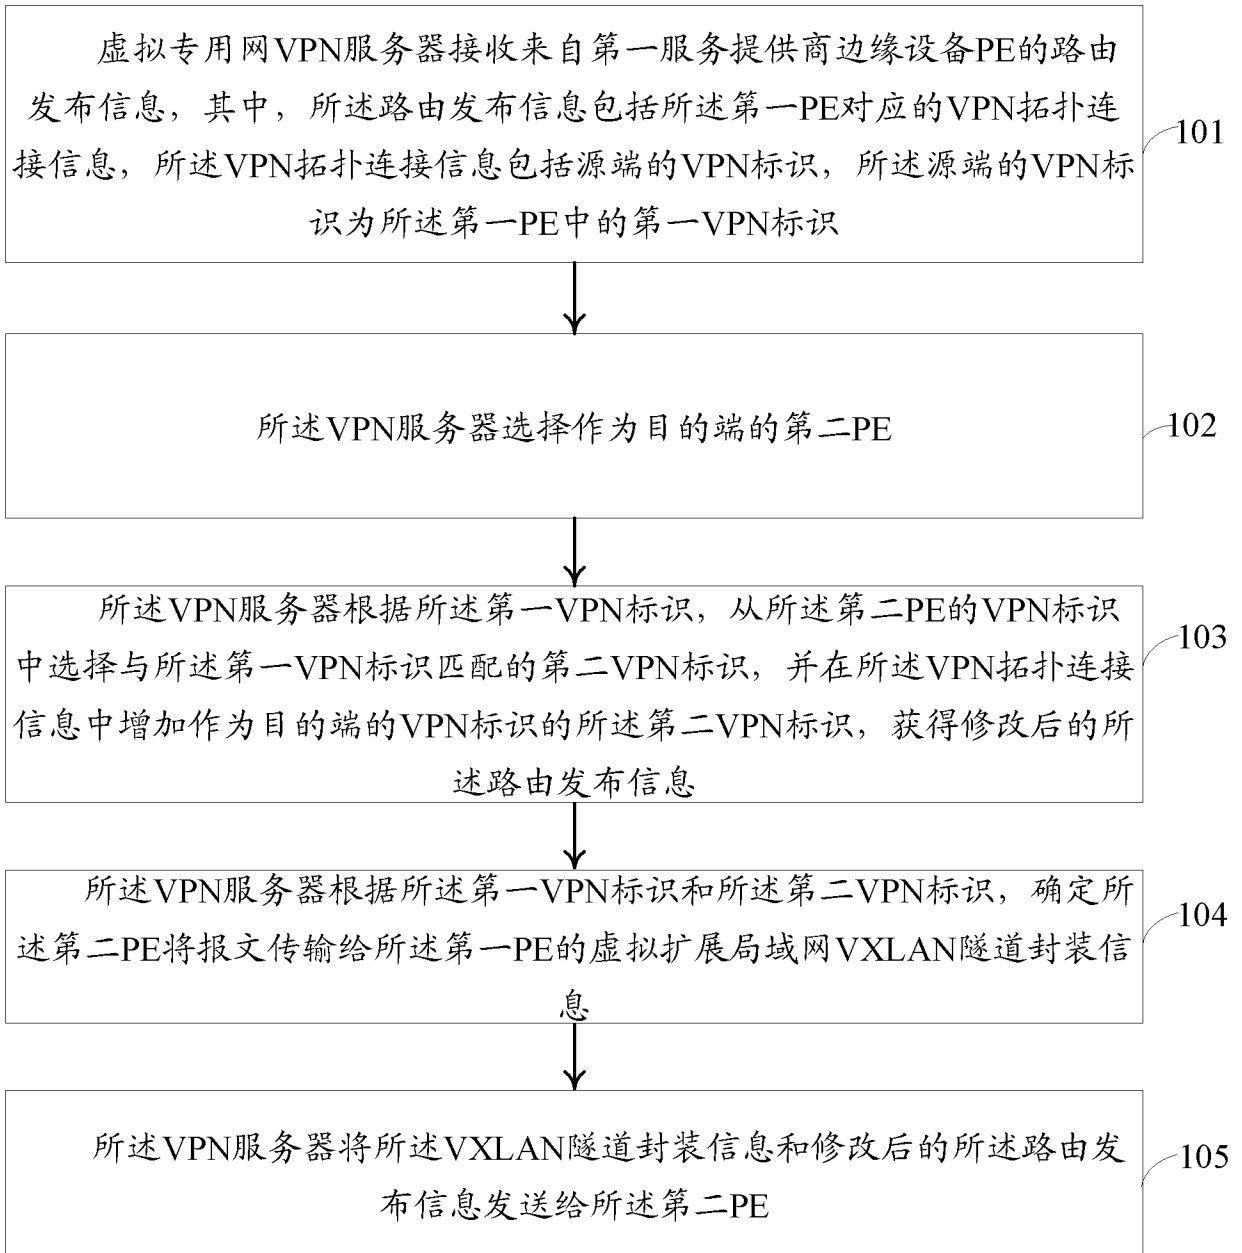 虚拟专用网VPN服务器接收来自第一服务提供商边缘设备PE的路由
发布信息，其中，所述路由发布信息包括所述第一PE对应的VPN拓扑连
接信息，所述VPN拓扑连接信息包括源端的VPN标识，所述源端的VPN标
识为所述第一PE中的第一VPN标识
101
所述VPN服务器选择作为目的端的第二PE
102
所述VPN服务器根据所述第一VPN标识，从所述第二PE的VPN标识
中选择与所述第一VPN标识匹配的第二VPN标识，并在所述VPN拓扑连接
信息中增加作为目的端的VPN标识的所述第二VPN标识，获得修改后的所
述路由发布信息
103
所述VPN服务器根据所述第一VPN标识和所述第二VPN标识，确定所
述第二PE将报文传输给所述第一PE的虚拟扩展局域网VXLAN隧道封装信
息
104
所述VPN服务器将所述VXLAN隧道封装信息和修改后的所述路由发
布信息发送给所述第二PE
105